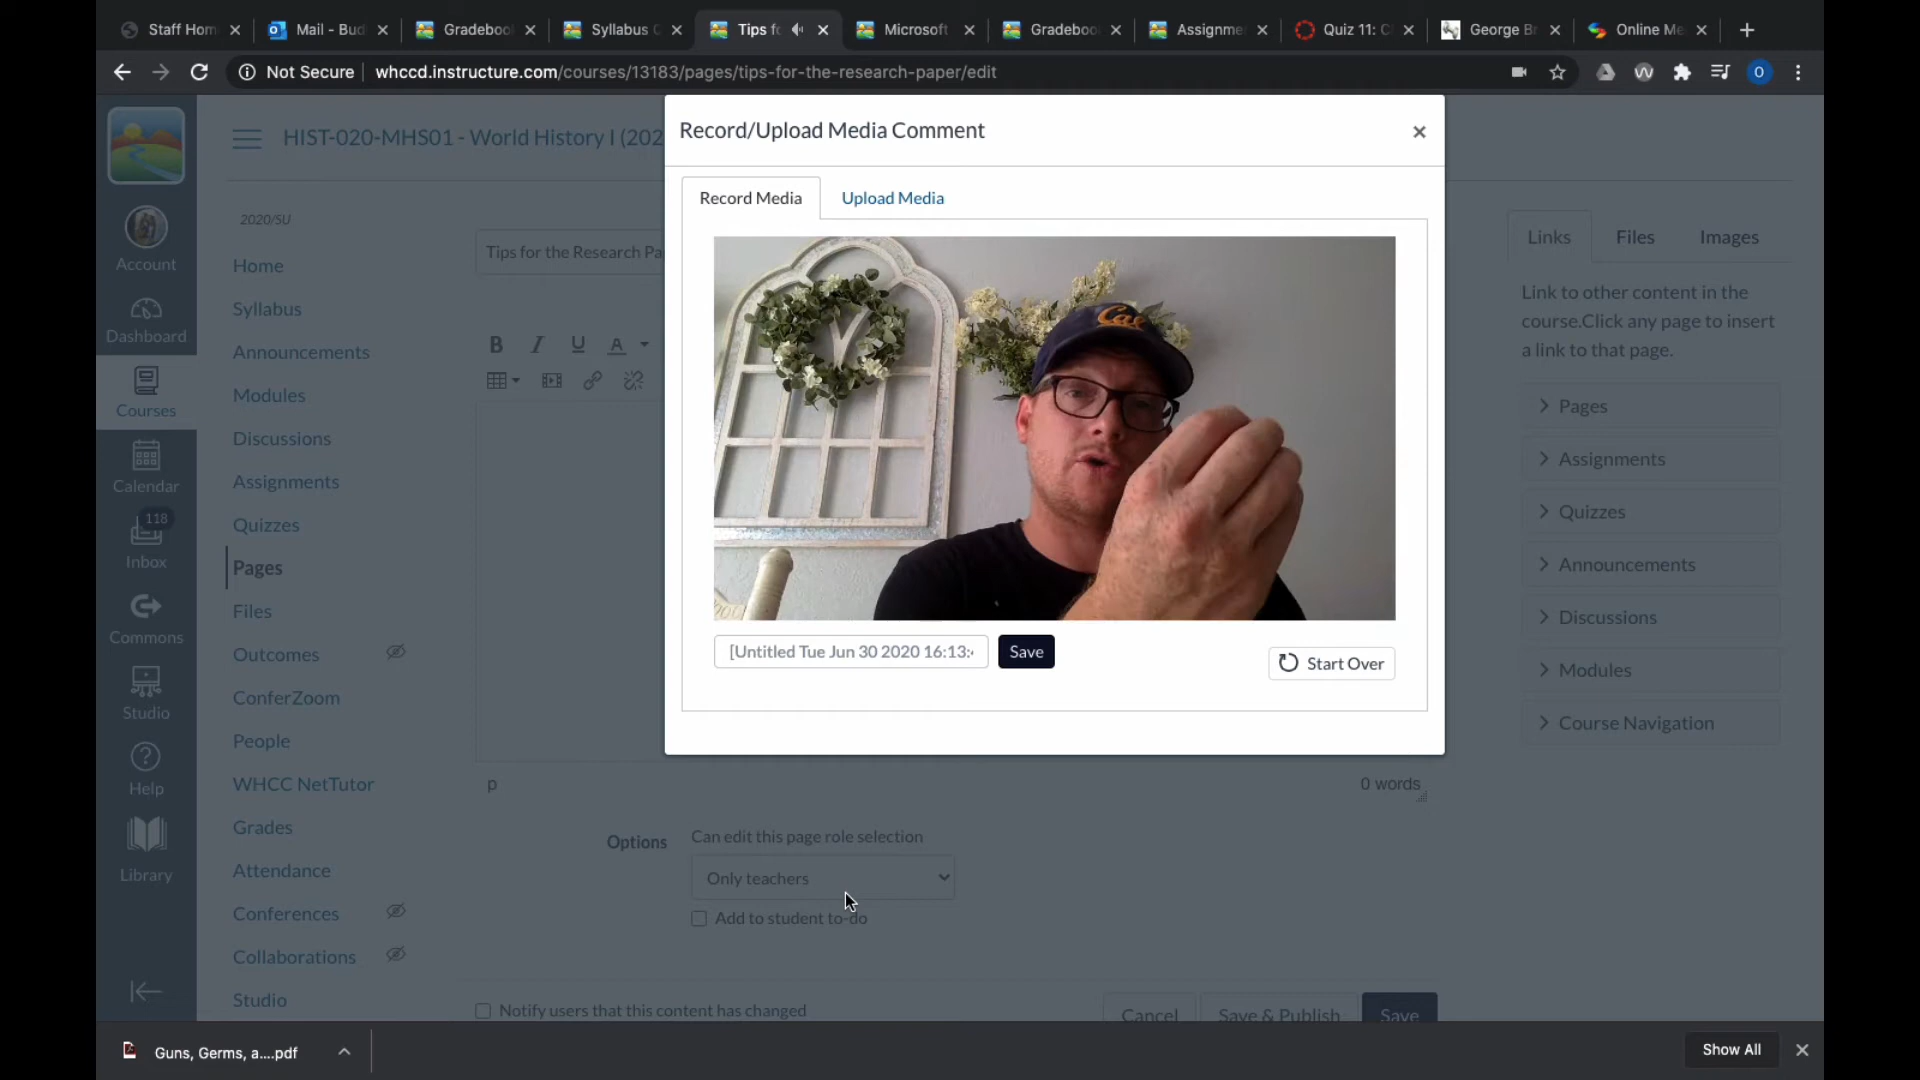 Staff Hom
Mail - Bud
Gradeboo
Syllabus C
Tips fo
Microsoft
Gradeboo
Assignme
Quiz 11: C
George B
Online Me
Not Secure
whccd.instructure.com/courses/13183/pages/tips-for-the-research-paper/edit
O
Record/Upload Media Comment
HIST-020-MHS01 - World History I (202
Record Media
Upload Media
2020/SU
Account
Dashboard
Courses
Calendar
118
Inbox
Commons
Studio
Help
Library
Home
Syllabus
Announcements
Modules
Discussions
Assignments
Quizzes
Pages
Files
Outcomes
ConferZoom
People
WHCC NetTutor
Grades
Attendance
Conferences
Collaborations
Studio
Tips for the Research Pa
B I U A
Cal
[Untitled Tue Jun 30 2020 16:13:
Save
Start Over
p
0 words
Options
Can edit this page role selection
Only teachers
Add to student to-do
Notify users that this content has changed
Cancel
Save & Publish
Save
Links
Files
Images
Link to other content in the
course.Click any page to insert
a link to that page.
Pages
Assignments
Quizzes
Announcements
Discussions
Modules
Course Navigation
Guns, Germs, a....pdf
Show All